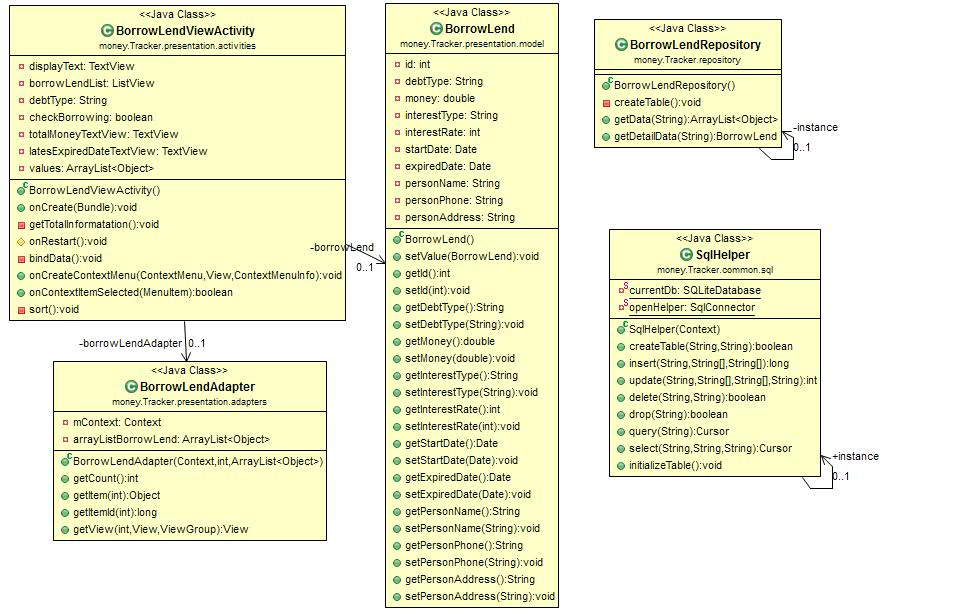 <<Java Class>>
BorrowLendViewActivity
money.Tracker.presentation.activities
displayText: TextView
borrowLendList: ListView
debtType: String
checkBorrowing: boolean
totalMoneyTextView: TextView
latesExpiredDateTextView: TextView
values: ArrayList<Object>
BorrowLendViewActivity()
onCreate(Bundle):void
getTotalInformatation():void
onRestart():void
bindData():void
onCreateContextMenu(ContextMenu,View,ContextMenuInfo):void
onContextItemSelected(MenuItem):boolean
sort():void
-borrowLend
0..1
-borrowLendAdapter
0..1
<<Java Class>>
BorrowLendAdapter
money.Tracker.presentation.adapters
mContext: Context
arrayListBorrowLend: ArrayList<Object>
BorrowLendAdapter(Context,int,ArrayList<Object>)
getCount():int
getItem(int):Object
getItemId(int):long
getView(int,View,ViewGroup):View
<<Java Class>>
BorrowLend
money.Tracker.presentation.model
id: int
debtType: String
money: double
interestType: String
interestRate: int
startDate: Date
expiredDate: Date
personName: String
personPhone: String
personAddress: String
BorrowLend()
setValue(BorrowLend):void
getId():int
setId(int):void
getDebtType():String
setDebtType(String):void
getMoney():double
setMoney(double):void
getInterestType():String
setInterestType(String):void
getInterestRate():int
setInterestRate(int):void
getStartDate():Date
setStartDate(Date):void
getExpiredDate():Date
setExpiredDate(Date):void
getPersonName():String
setPersonName(String):void
getPersonPhone():String
setPersonPhone(String):void
getPersonAddress():String
setPersonAddress(String):void
<<Java Class>>
BorrowLendRepository
money.Tracker.repository
BorrowLendRepository()
createTable():void
getData(String):ArrayList<Object>
getDetailData(String):BorrowLend
-instance
0..1
<<Java Class>>
SqlHelper
money.Tracker.common.sql
currentDb: SQLiteDatabase
openHelper: SqlConnector
SqlHelper(Context)
createTable(String,String):boolean
insert(String,String[],String[]):long
update(String,String[],String[],String):int
delete(String,String):boolean
drop(String):boolean
query(String):Cursor
select(String,String,String):Cursor
initializeTable():void
+instance
0..1